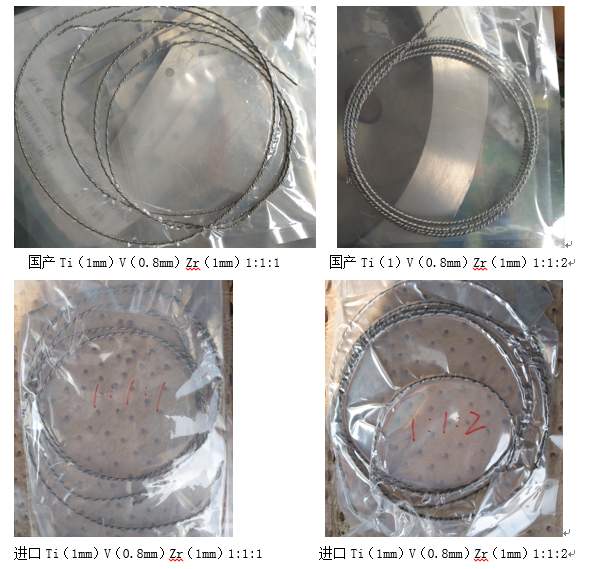 国产 Ti（1mm）V（0.8mm）Zr（1mm）1:1:1
国产 Ti（1）V（0.8mm）Zr（1mm）1:1:2
1:1:1
1:1:2
进口 Ti（1mm）V（0.8mm）Zr（1mm）1:1:1
进口 Ti（1mm）V（0.8mm）Zr（1mm）1:1:2